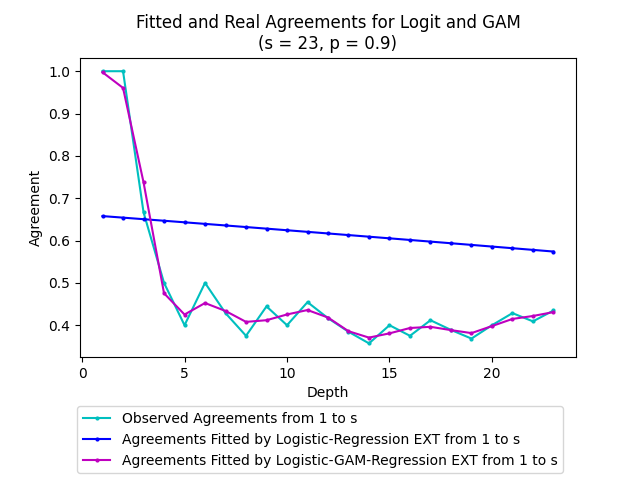 Fitted and Real Agreements for Logit and GAM
(s = 23, p = 0.9)
1.0
0.9
0.8
0.7
0.6
0.5
0.4
Agreement
0
5
10
15
20
Depth
Observed Agreements from 1 to s
Agreements Fitted by Logistic-Regression EXT from 1 to s
Agreements Fitted by Logistic-GAM-Regression EXT from 1 to s